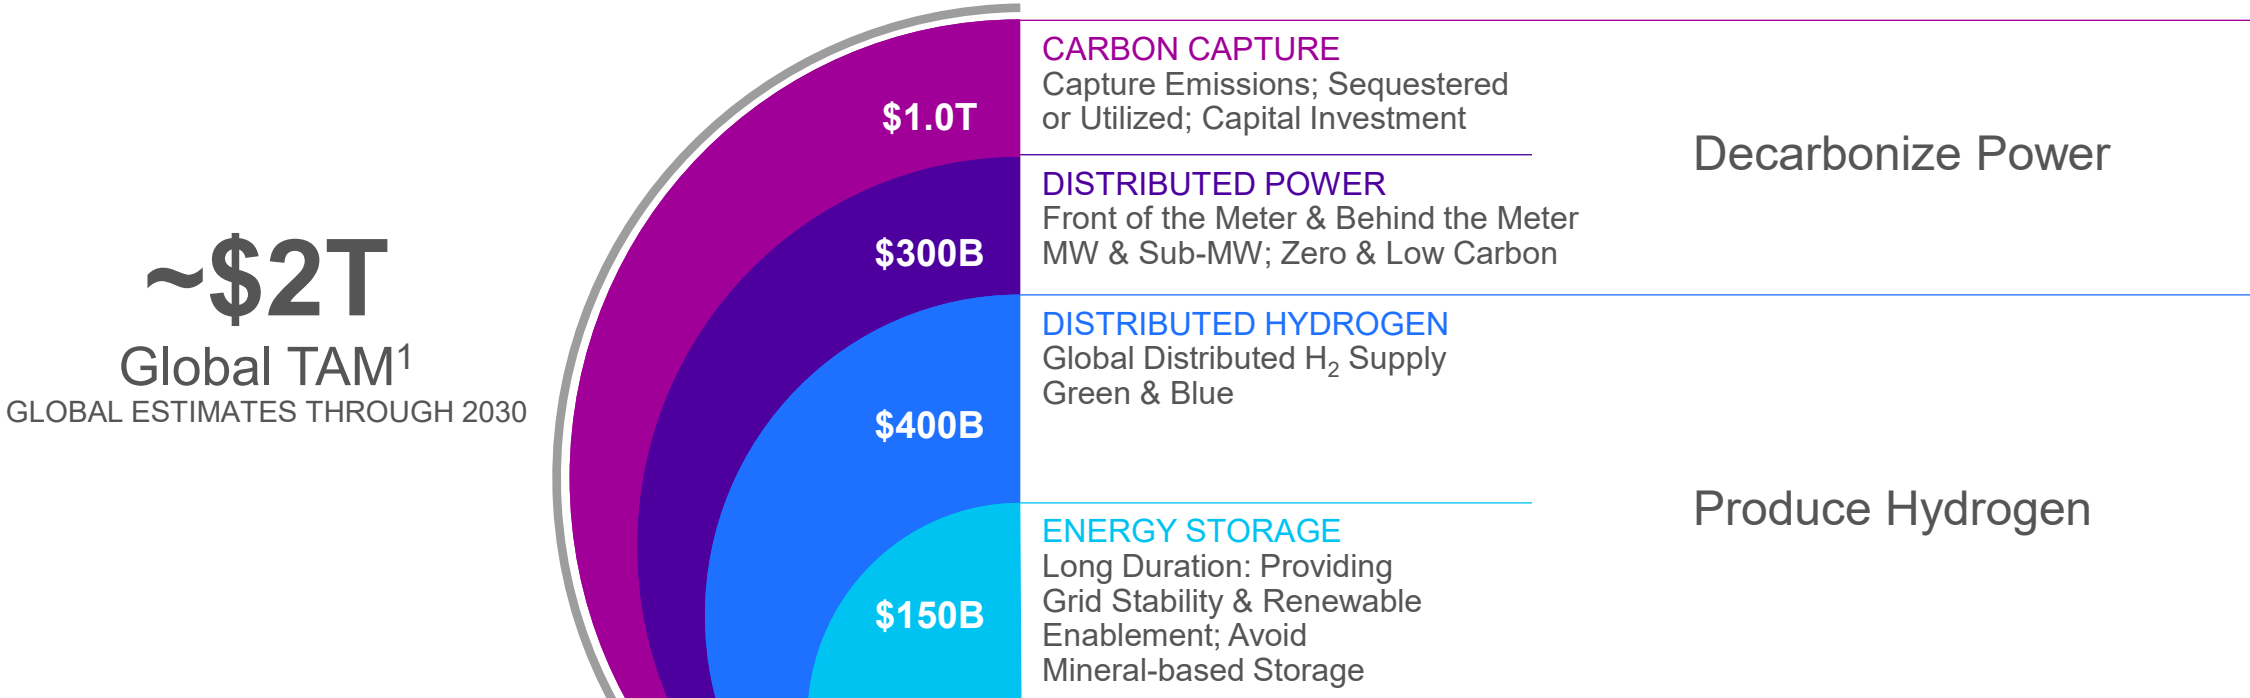 ~$2T
Global TAM1
GLOBAL ESTIMATES THROUGH 2030
$1.0T
CARBON CAPTURE
Capture Emissions; Sequestered
or Utilized; Capital Investment
$300B
DISTRIBUTED POWER
Front of the Meter & Behind the Meter
MW & Sub-MW; Zero & Low Carbon
Decarbonize Power
$400B
DISTRIBUTED HYDROGEN
Global Distributed H2 Supply
Green & Blue
$150B
ENERGY STORAGE
Long Duration: Providing
Grid Stability & Renewable
Enablement; Avoid
Mineral-based Storage
Produce Hydrogen